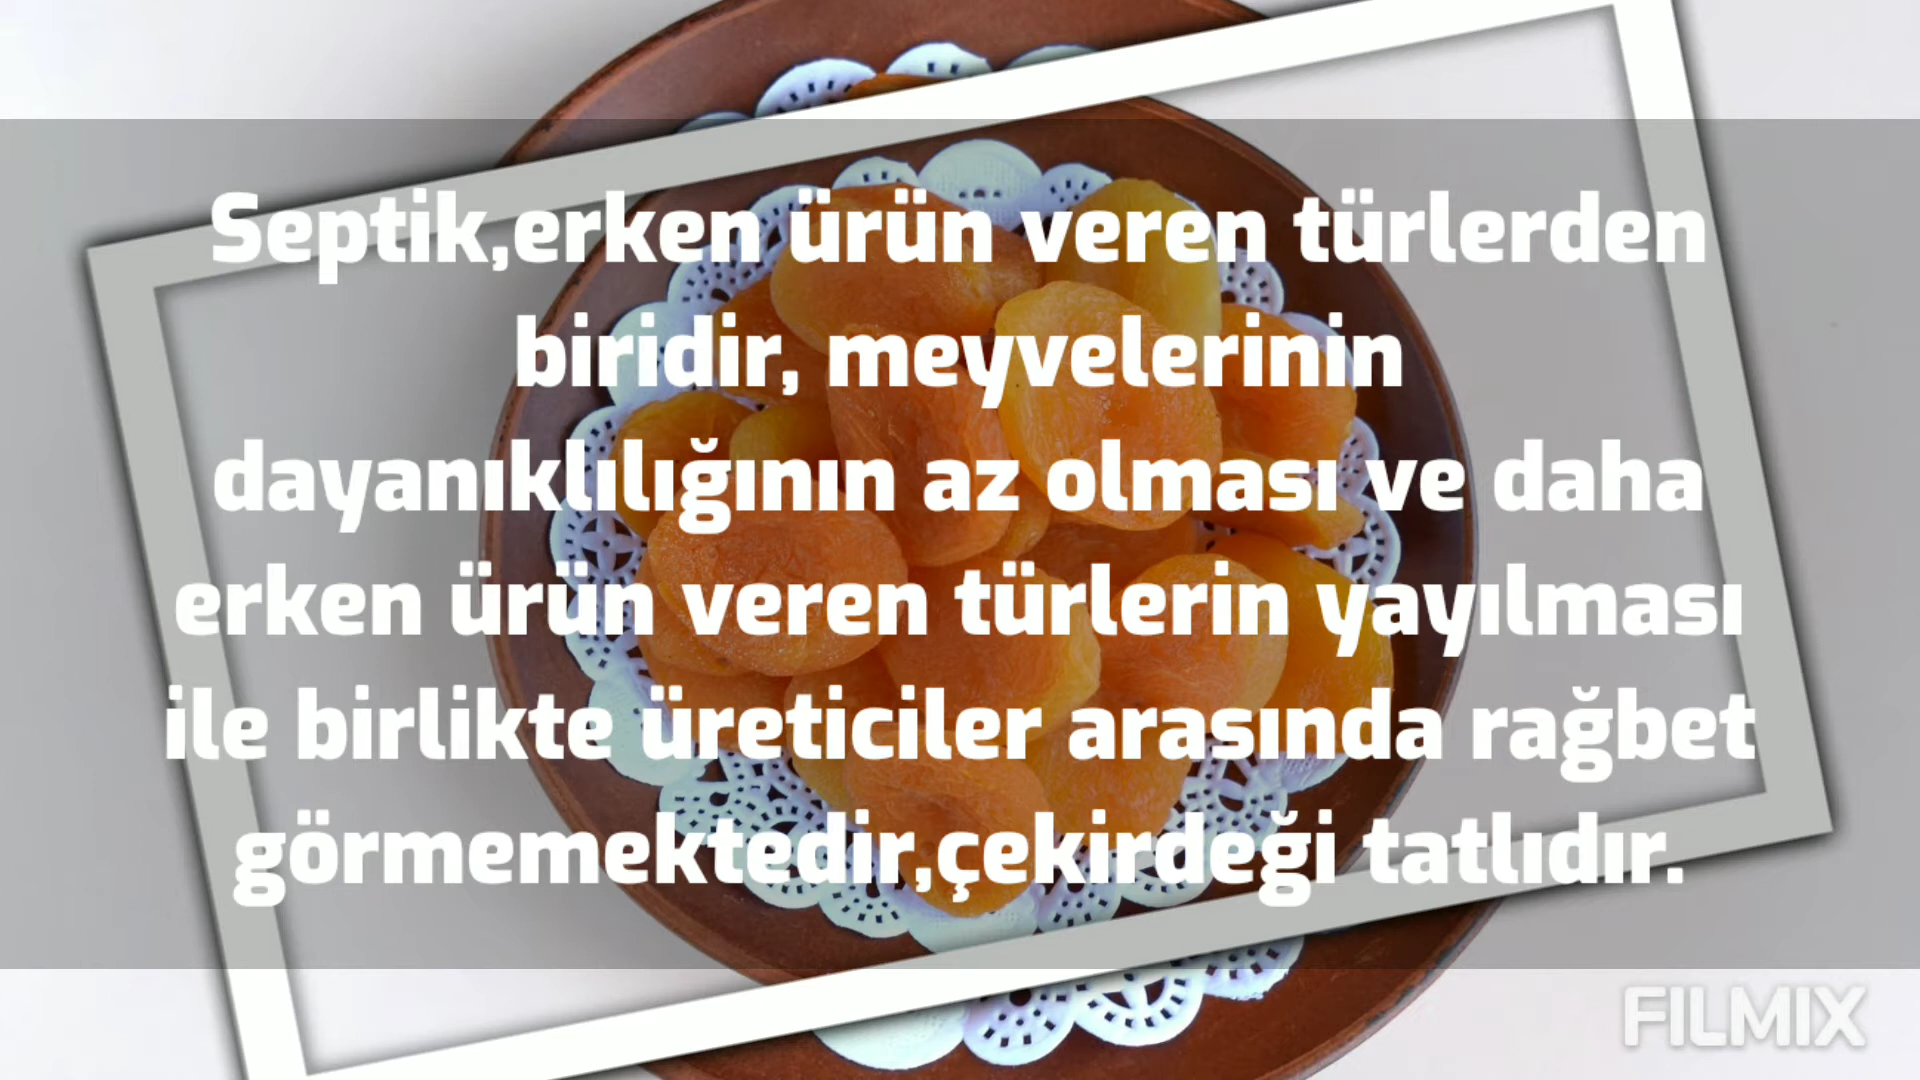 Septik,erken ürün veren türlerden
biridir, meyvelerinin
dayanıklılığının az olması ve daha
erken ürün veren türlerin yayılması
ile birlikte üreticiler arasında rağbet
görmemektedir,çekirdeği tatlıdır.
FILMIX